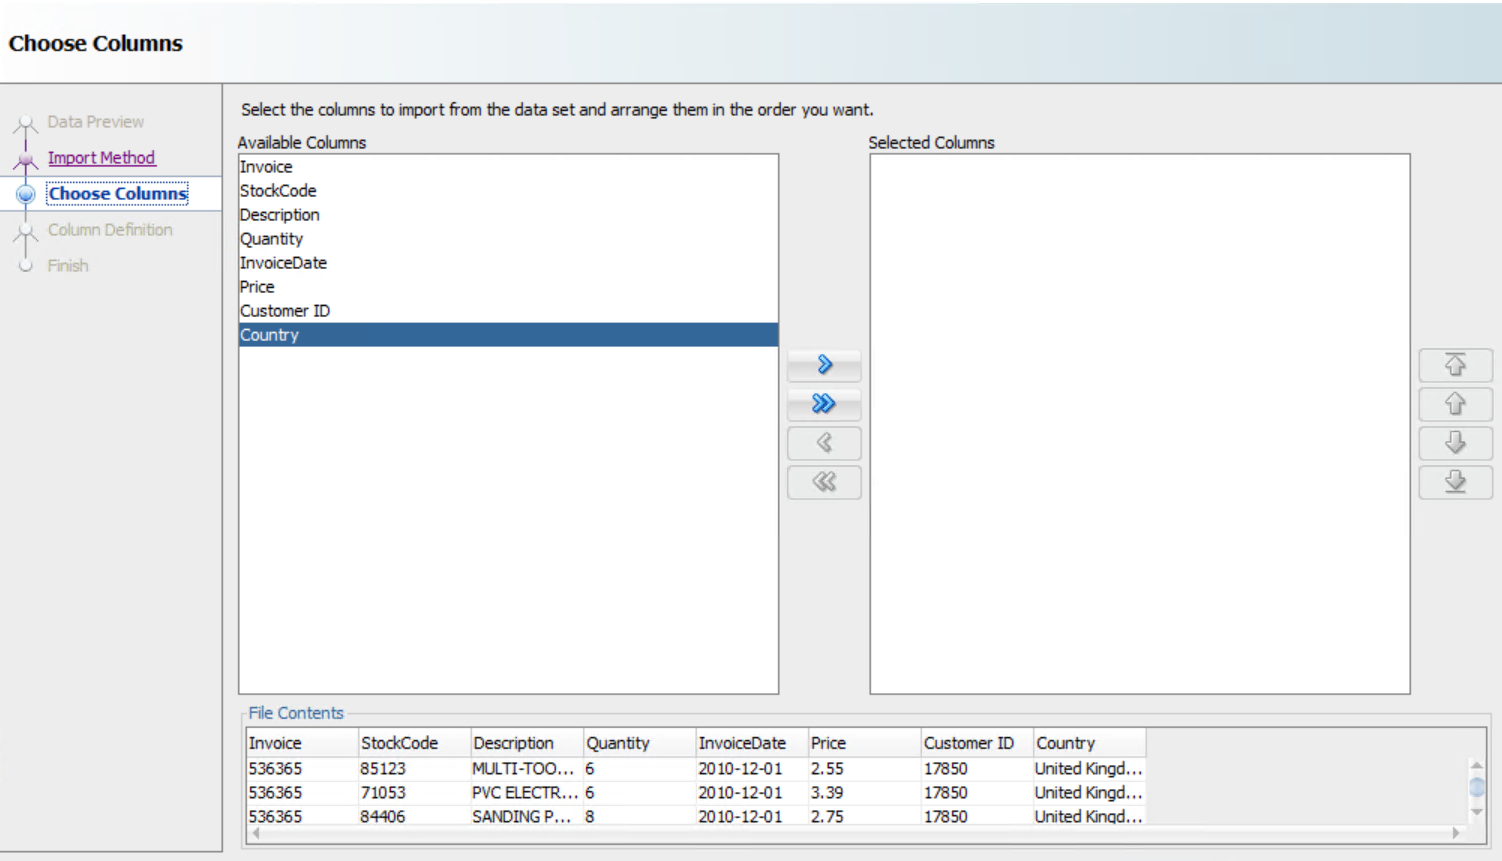 Choose Columns
Data Preview
Import Method
Choose Columns
Column Definition
Finish
Select the columns to import from the data set and arrange them in the order you want.
Available Columns
Invoice
StockCode
Description
Quantity
InvoiceDate
Price
Customer ID
Country
Selected Columns
File Contents
Invoice StockCode Description Quantity InvoiceDate Price Customer ID Country
536365 85123 MULTI-TOO... 6 2010-12-01 2.55 17850 United Kingd...
536365 71053 PVC ELECTR... 6 2010-12-01 3.39 17850 United Kingd...
536365 84406 SANDING P... 8 2010-12-01 2.75 17850 United Kingd...